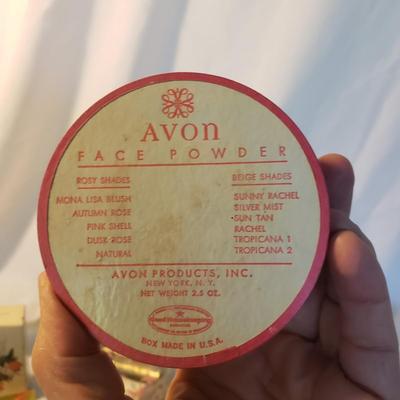 AVON
FACE POWDER
ROSY SHADES
MONA LISA BLUSH
AUTUMN ROSE
PINK SHELL
DUSK ROSE
NATURAL
BEIGE SHADES
SUNNY RACHEL
SILVER MIST
SUN TAN
RACHEL
TROPICANA 1
TROPICANA 2
AVON PRODUCTS, INC.
NEW YORK, N. Y.
NET WEIGHT 2.5 OZ.
Good Housekeeping
BOX MADE IN U.S.A.